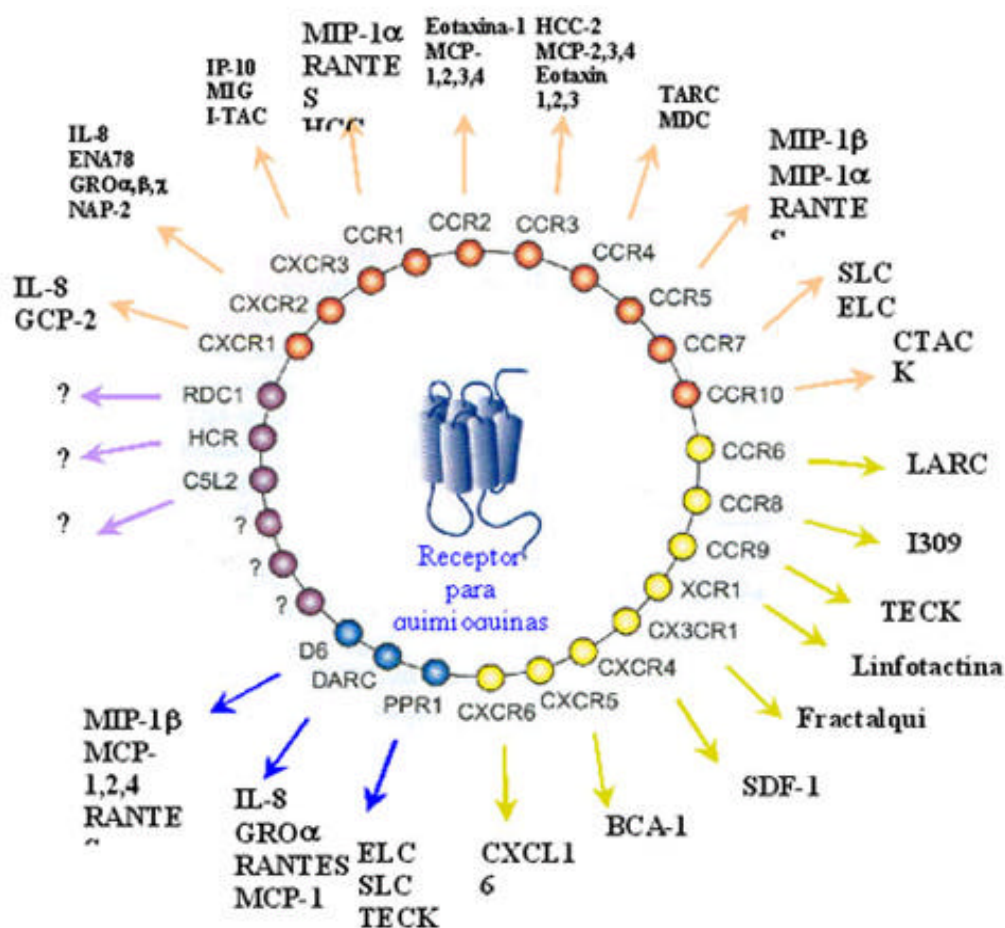 Eotaxina-1
MCP-
1,2,3,4
HCC-2
MCP-2,3,4
Eotaxin
1,2,3
MIP-1α
RANTE
S
HCC
IP-10
MIG
I-TAC
TARC
MDC
IL-8
ENA78
GROα,β,χ
NAP-2
MIP-1β
MIP-1α
RANTE
S
IL-8
GCP-2
SLC
ELC
CTAC
K
CCR1
CCR2
CCR3
CXCR3
CCR4
CXCR2
CCR5
CXCR1
CCR7
? RDC1
CCR10
? HCR
CCR6
LARC
? C5L2
CCR8
I309
?
CCR9
TECK
?
XCR1
Linfotactina
?
CX3CR1
Fractalqui
D6
CXCR4
SDF-1
DARC
CXCR5
BCA-1
PPR1
CXCR6
CXCL1
6
Receptor
para
quimioquinas
MIP-1β
MCP-
1,2,4
RANTE
S
IL-8
GROα
RANTES
MCP-1
ELC
SLC
TECK